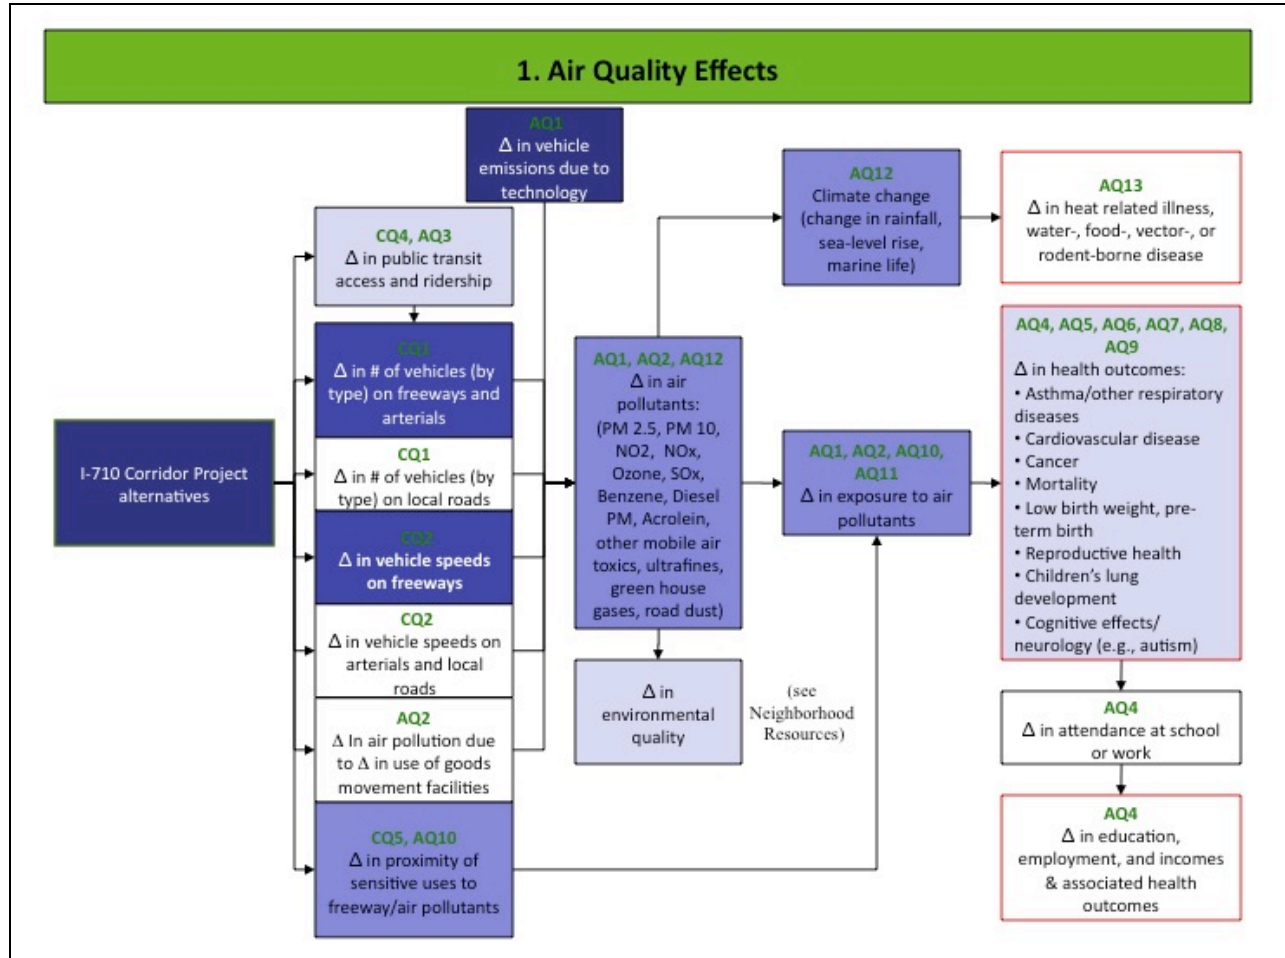 1. Air Quality Effects
AQ1
Δ in vehicle
emissions due to
technology
CQ4, AQ3
Δ in public transit
access and ridership
CQ1
Δ in # of vehicles (by
type) on freeways and
arterials
CQ1
Δ in # of vehicles (by
type) on local roads
CQ2
Δ in vehicle speeds
on freeways
CQ2
Δ in vehicle speeds on
arterials and local
roads
AQ2
Δ In air pollution due
to Δ in use of goods
movement facilities
CQ5, AQ10
Δ in proximity of
sensitive uses to
freeway/air pollutants
I-710 Corridor Project
alternatives
AQ1, AQ2, AQ12
Δ in air
pollutants:
(PM 2.5, PM 10,
NO2, NOx,
Ozone, SOx,
Benzene, Diesel
PM, Acrolein,
other mobile air
toxics, ultrafines,
green house
gases, road dust)
Δ in
environmental
quality
(see
Neighborhood
Resources)
AQ12
Climate change
(change in rainfall,
sea-level rise,
marine life)
AQ1, AQ2, AQ10,
AQ11
Δ in exposure to air
pollutants
AQ13
Δ in heat related illness,
water-, food-, vector-, or
rodent-borne disease
AQ4, AQ5, AQ6, AQ7, AQ8,
AQ9
Δ in health outcomes:
• Asthma/other respiratory
diseases
• Cardiovascular disease
• Cancer
• Mortality
• Low birth weight, pre-
term birth
• Reproductive health
• Children's lung
development
• Cognitive effects/
neurology (e.g., autism)
AQ4
Δ in attendance at school
or work
AQ4
Δ in education,
employment, and incomes
& associated health
outcomes